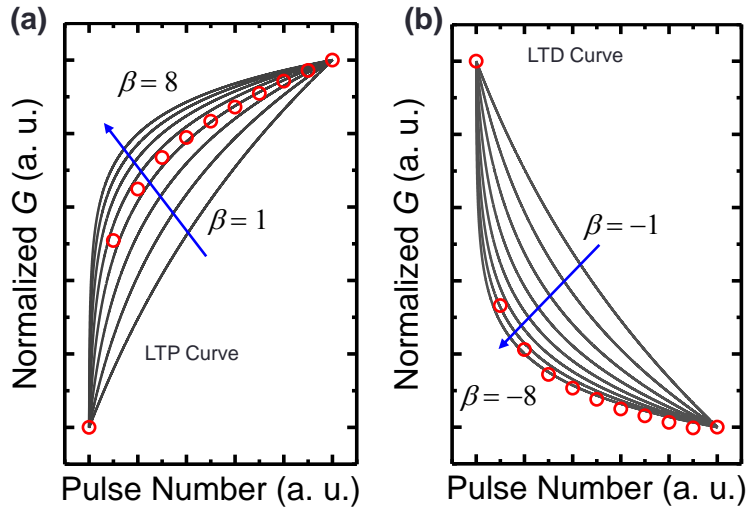 (a)
β = 8
β = 1
LTP Curve
Normalized G (a. u.)
Pulse Number (a. u.)
(b)
LTD Curve
β = −1
β = −8
Normalized G (a. u.)
Pulse Number (a. u.)